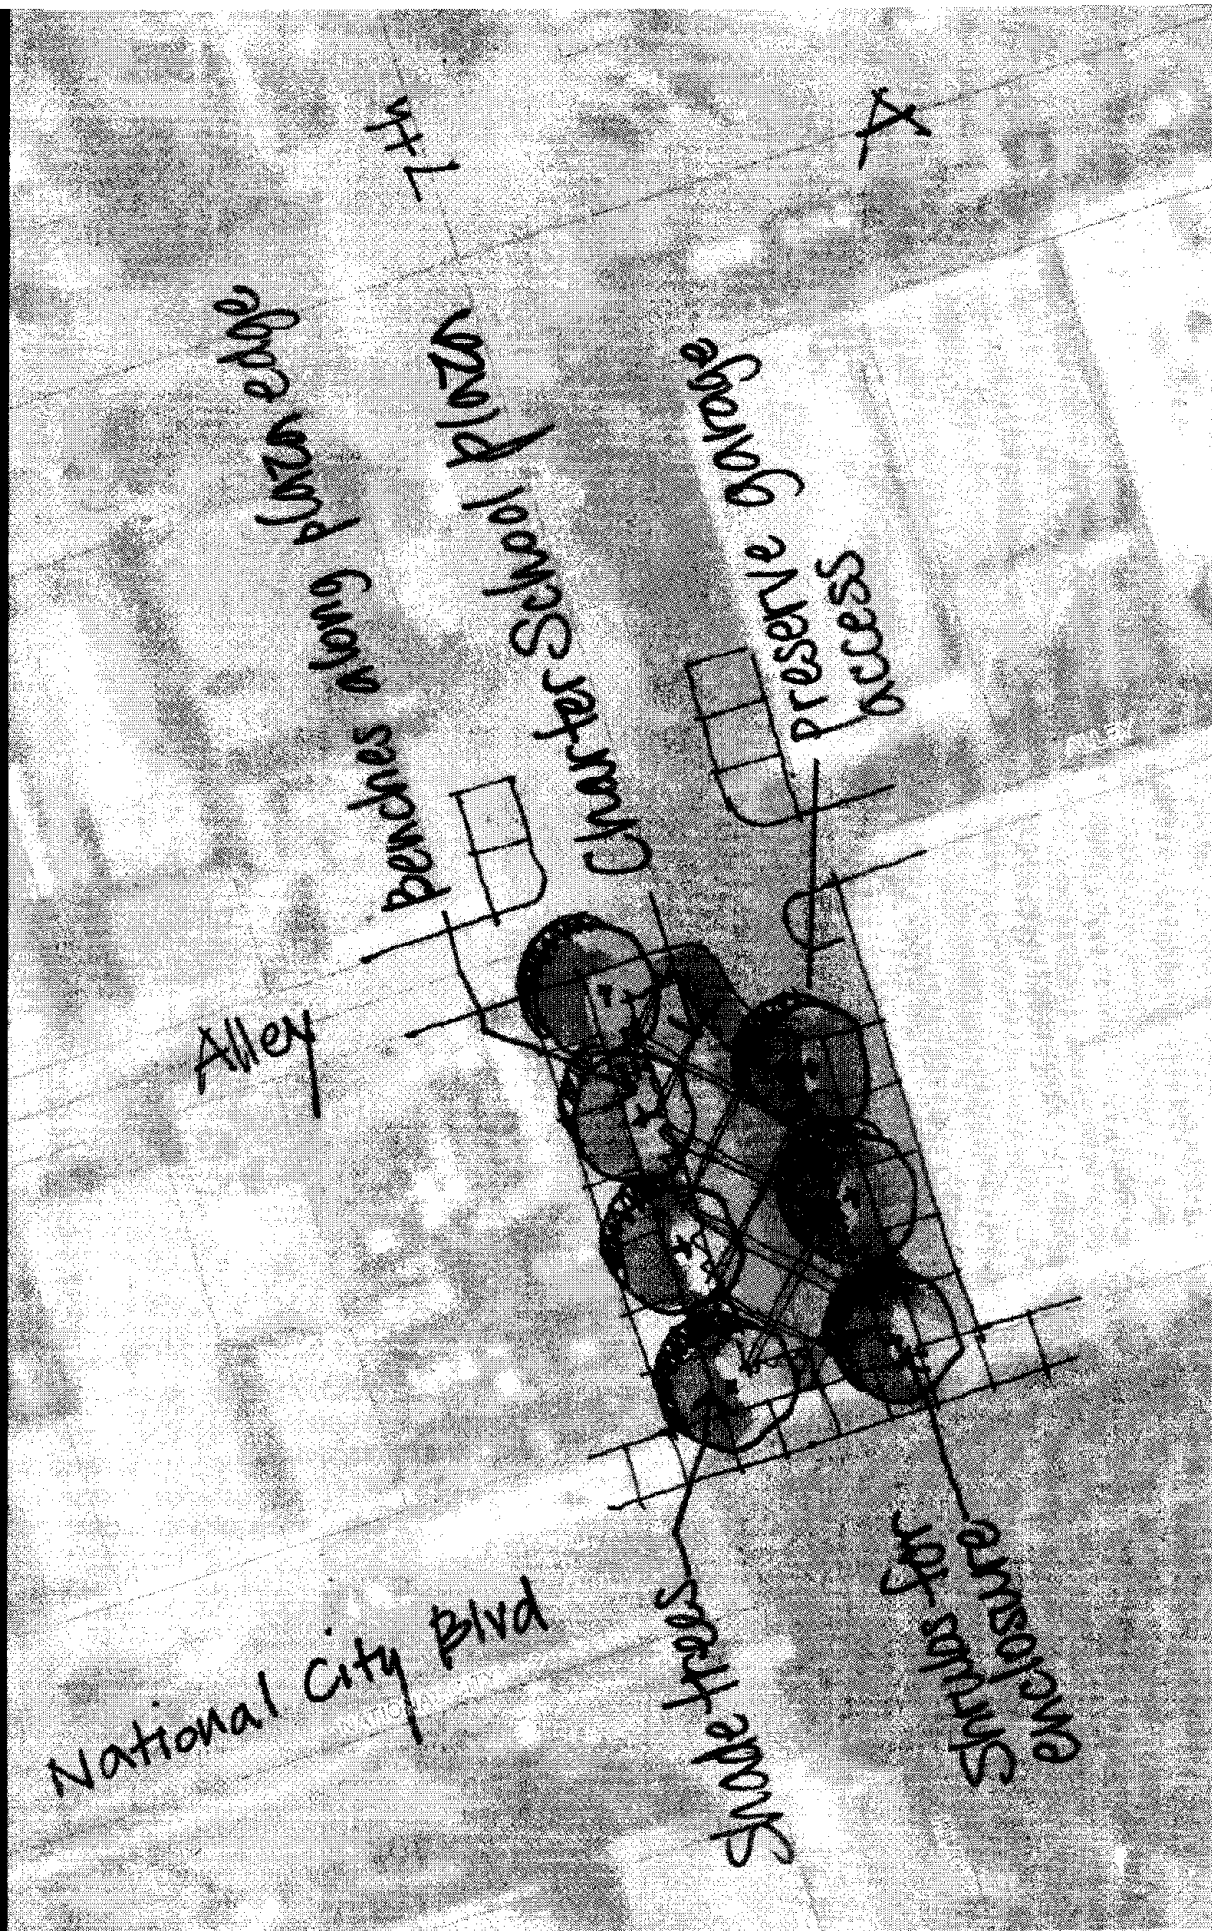 7th
A
benches along plaza edge
Charter School plaza
preserve garage
access
ALLEY
Alley
National City Blvd
Shade trees
Shrubs for
enclosure